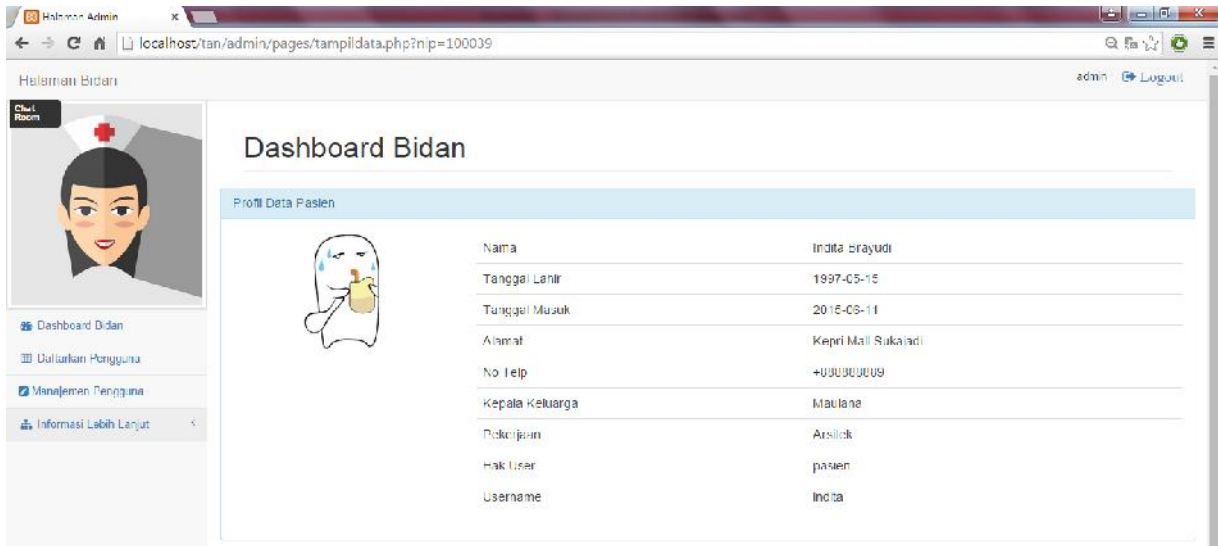 Halaman Admin
localhost/tan/admin/pages/tampildata.php?nip=100039
Halaman Bidan
admin Logout
Chat
Room
Dashboard Bidan
Profil Data Pasien
Nama Indita Brayudi
Tanggal Lahir 1997-05-15
Tanggal Masuk 2015-06-11
Alamat Kepri Mall Sukajadi
No Telp
Kepala Keluarga Maulana
Pekerjaan Arsitek
Hak User pasien
Username indita
Dashboard Bidan
Daftarkan Pengguna
Manajemen Pengguna
Informasi Lebih Lanjut